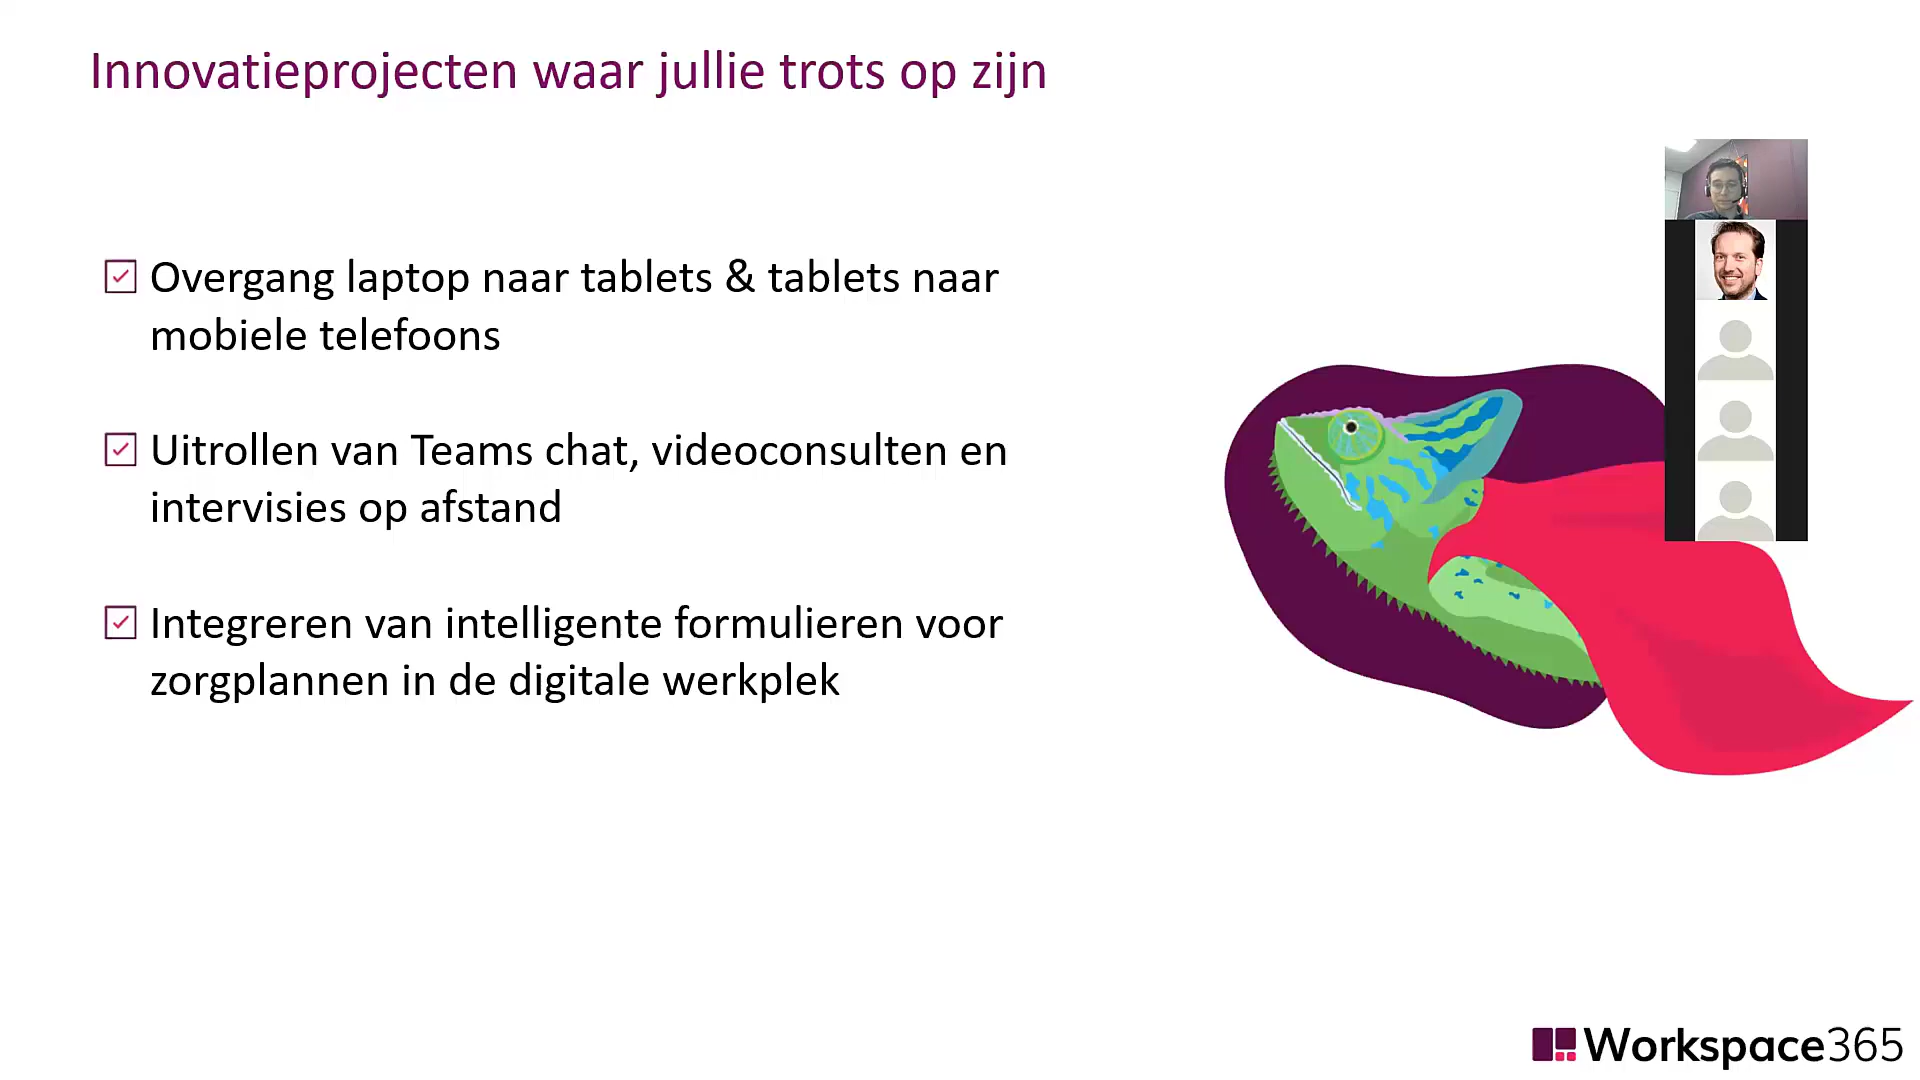 Innovatieprojecten waar jullie trots op zijn
Overgang laptop naar tablets & tablets naar
mobiele telefoons
Uitrollen van Teams chat, videoconsulten en
intervisies op afstand
Integreren van intelligente formulieren voor
zorgplannen in de digitale werkplek
Workspace365